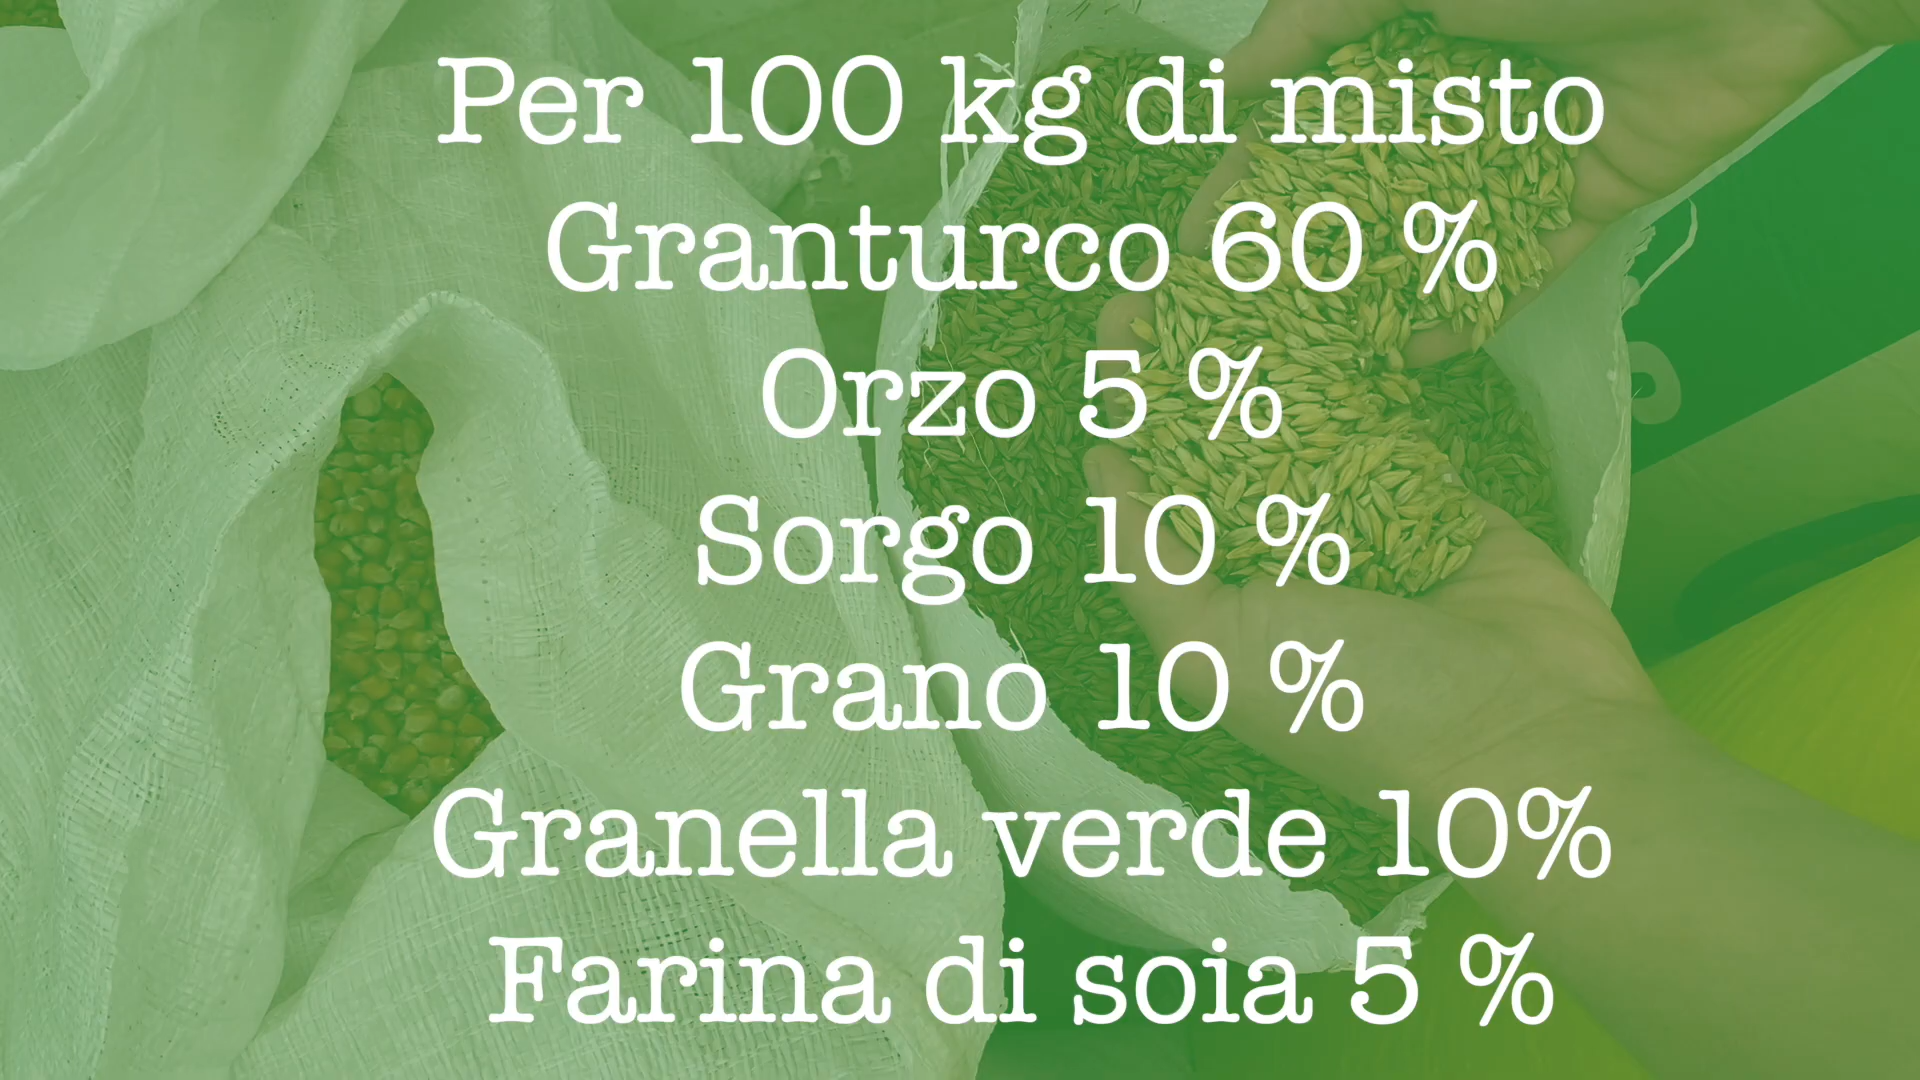 Per 100 kg di misto
Granturco 60 %
Orzo 5 %
Sorgo 10 %
Grano 10 %
Granella verde 10%
Farina di soia 5 %